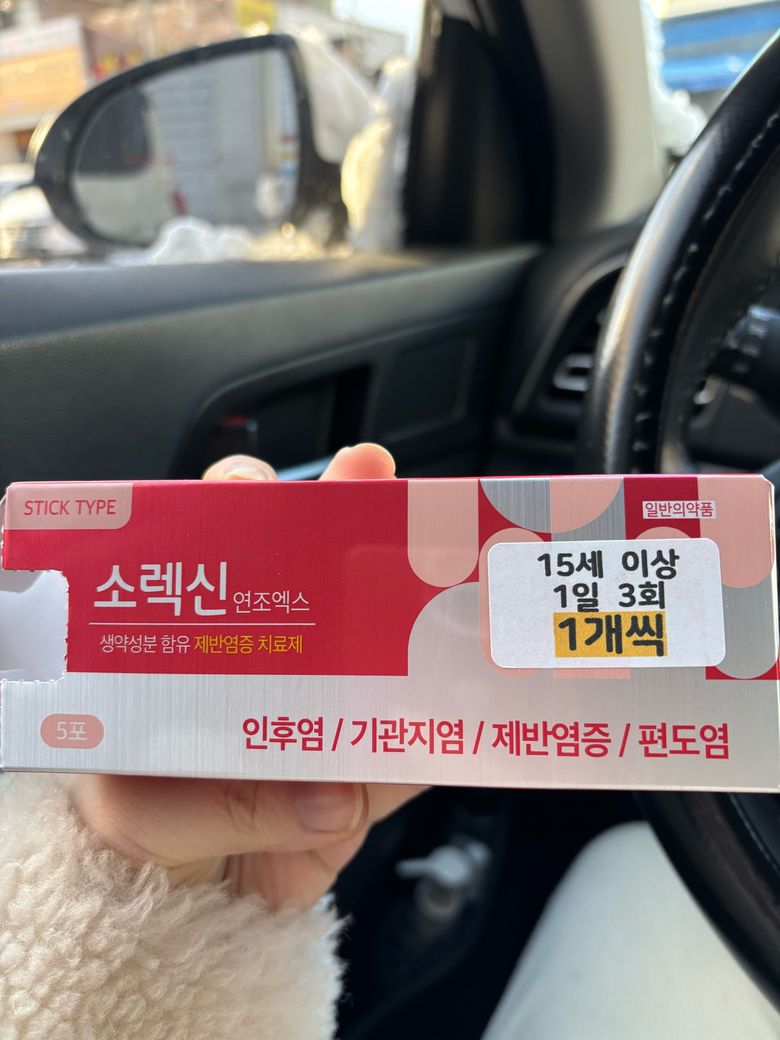 STICK TYPE
일반의약품
소렉신 연조엑스
생약성분 함유 제반염증 치료제
15세 이상
1일 3회
1개씩
5포
인후염 / 기관지염 / 제반염증 / 편도염